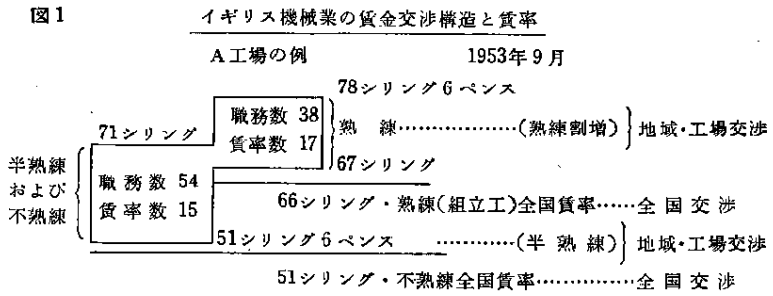 図1 イギリス機械業の賃金交渉構造と賃率
A工場の例 1953年9月
78シリング6ペンス
71シリング 職務数 38 熟練………………(熟練割増) 地域・工場交渉
賃率数 17
67シリング
半熟練 および 不熟練
職務数 54
賃率数 15
66シリング・熟練(組立工)全国賃率……全国交渉
51シリング6ペンス …………(半熟練) 地域・工場交渉
51シリング・不熟練全国賃率……………全国交渉